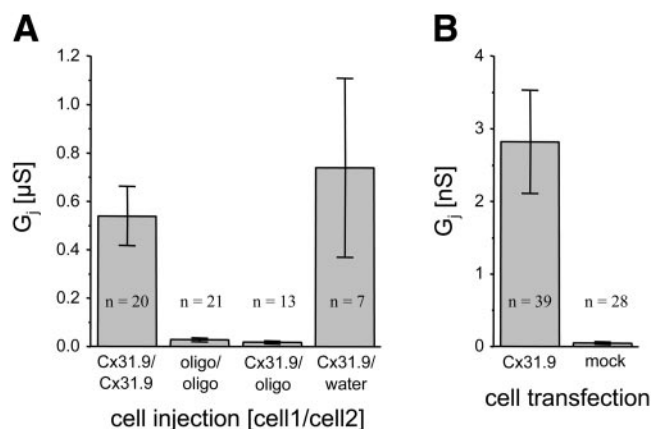 A
G_j [µS]
1.2
1.0
0.8
0.6
0.4
0.2
0.0
n = 20
n = 21
n = 13
n = 7
Cx31.9/
Cx31.9
oligo/
oligo
Cx31.9/
oligo
Cx31.9/
water
cell injection [cell1/cell2]
B
G_j [nS]
4
3
2
1
0
n = 39
n = 28
Cx31.9
mock
cell transfection